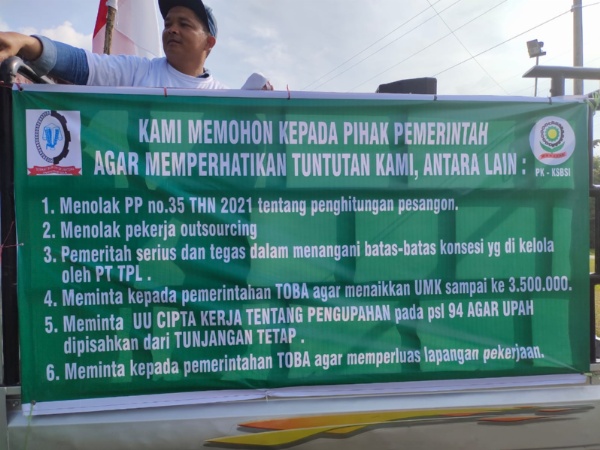 KAMI MEMOHON KEPADA PIHAK PEMERINTAH
AGAR MEMPERHATIKAN TUNTUTAN KAMI, ANTARA LAIN :
PK - KSBSI
1. Menolak PP no.35 THN 2021 tentang penghitungan pesangon.
2. Menolak pekerja outsourcing
3. Pemeritah serius dan tegas dalam menangani batas-batas konsesi yg di kelola
oleh PT TPL .
4. Meminta kepada pemerintahan TOBA agar menaikkan UMK sampai ke 3.500.000.
5. Meminta UU CIPTA KERJA TENTANG PENGUPAHAN pada psl 94 AGAR UPAH
dipisahkan dari TUNJANGAN TETAP .
6. Meminta kepada pemerintahan TOBA agar memperluas lapangan pekerjaan.